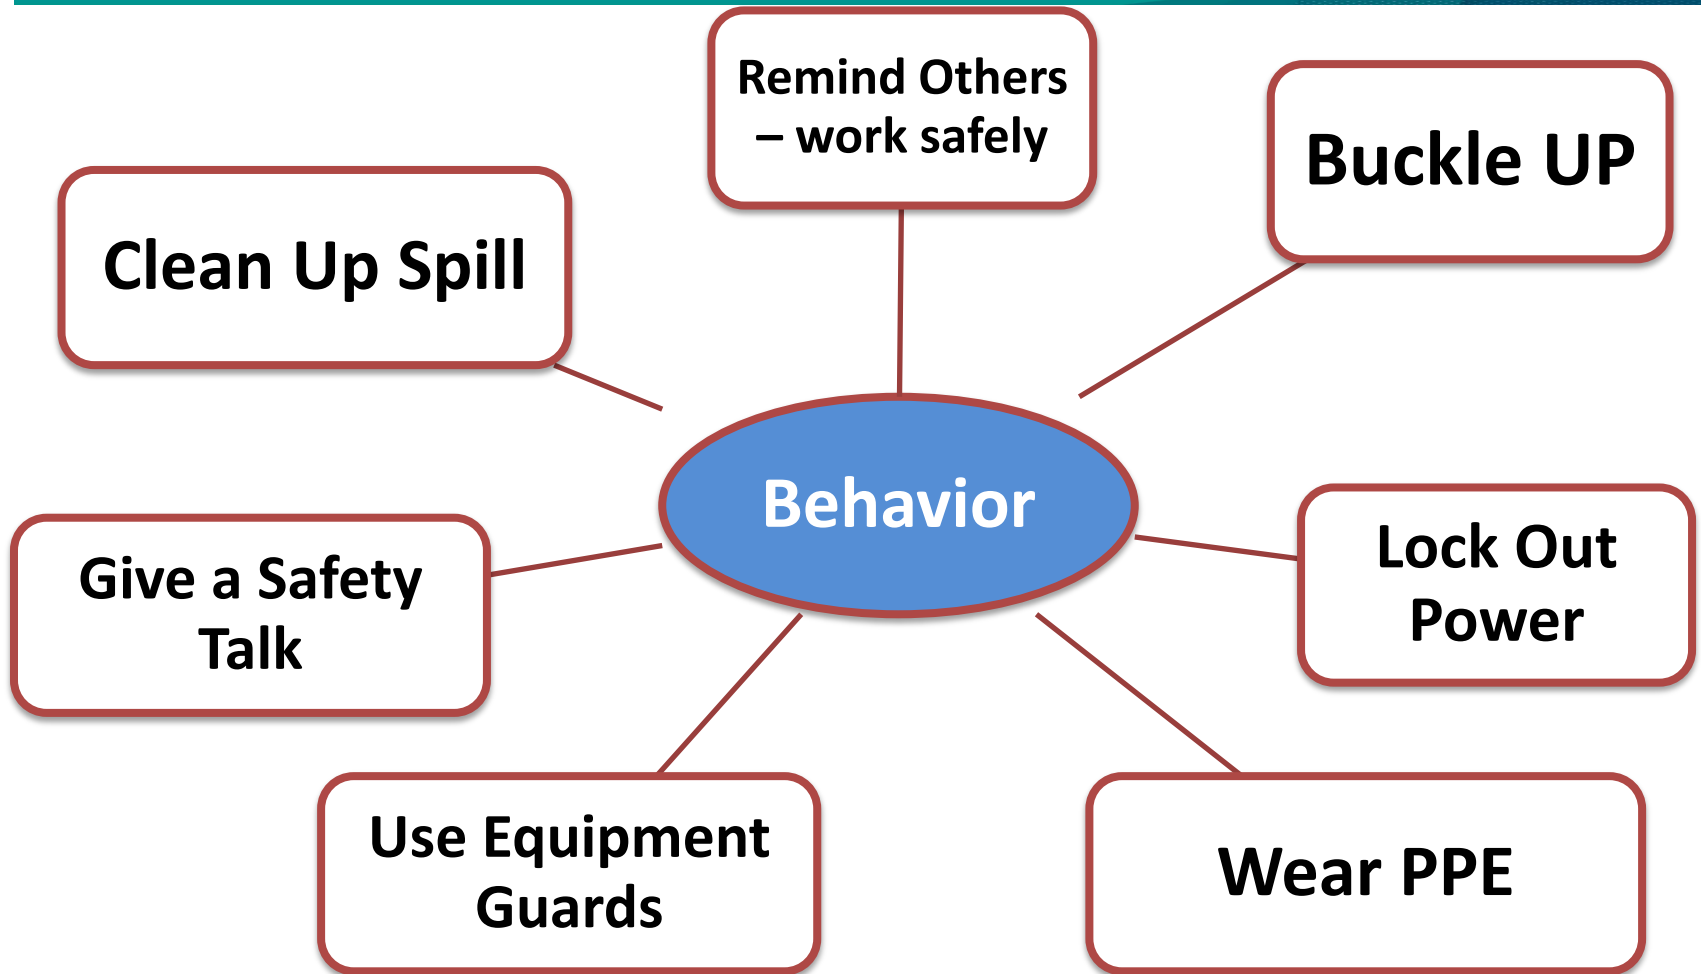 Remind Others
– work safely
Buckle UP
Clean Up Spill
Behavior
Lock Out
Power
Give a Safety
Talk
Use Equipment
Guards
Wear PPE